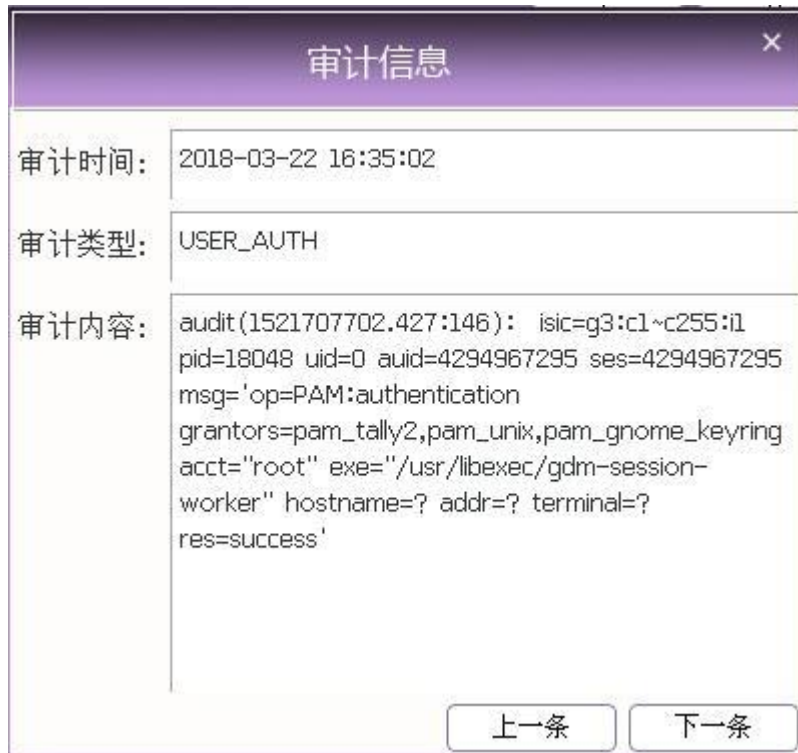 审计信息
×
审计时间: 2018-03-22 16:35:02
审计类型: USER_AUTH
审计内容: audit(1521707702.427:146): isic=g3:c1~c255:i1
pid=18048 uid=0 auid=4294967295 ses=4294967295
msg='op=PAM:authentication
grantors=pam_tally2,pam_unix,pam_gnome_keyring
acct="root" exe="/usr/libexec/gdm-session-
worker" hostname=? addr=? terminal=?
res=success'
上一条 下一条